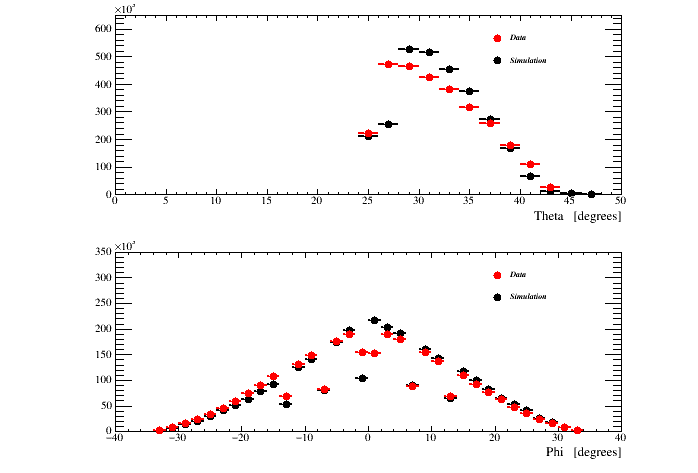 ×10³
600
500
400
300
200
100
0
0 5 10 15 20 25 30 35 40 45 50
Theta [degrees]
Data
Simulation
×10³
350
300
250
200
150
100
50
0
−40 −30 −20 −10 0 10 20 30 40
Phi [degrees]
Data
Simulation